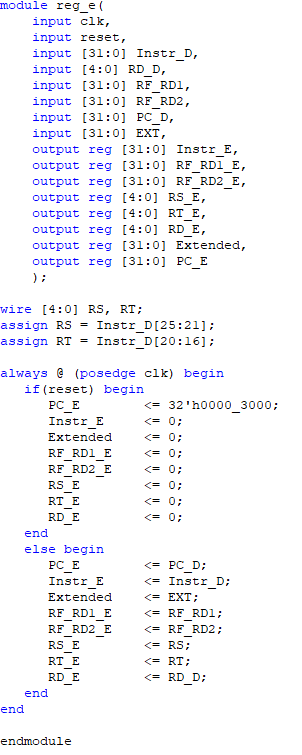 module reg_e(
    input clk,
    input reset,
    input [31:0] Instr_D,
    input [4:0] RD_D,
    input [31:0] RF_RD1,
    input [31:0] RF_RD2,
    input [31:0] PC_D,
    input [31:0] EXT,
    output reg [31:0] Instr_E,
    output reg [31:0] RF_RD1_E,
    output reg [31:0] RF_RD2_E,
    output reg [4:0] RS_E,
    output reg [4:0] RT_E,
    output reg [4:0] RD_E,
    output reg [31:0] Extended,
    output reg [31:0] PC_E
    );

wire [4:0] RS, RT;
assign RS = Instr_D[25:21];
assign RT = Instr_D[20:16];

always @ (posedge clk) begin
   if(reset) begin
      PC_E        <= 32'h0000_3000;
      Instr_E     <= 0;
      Extended    <= 0;
      RF_RD1_E    <= 0;
      RF_RD2_E    <= 0;
      RS_E        <= 0;
      RT_E        <= 0;
      RD_E        <= 0;
   end
   else begin
      PC_E        <= PC_D;
      Instr_E     <= Instr_D;
      Extended    <= EXT;
      RF_RD1_E    <= RF_RD1;
      RF_RD2_E    <= RF_RD2;
      RS_E        <= RS;
      RT_E        <= RT;
      RD_E        <= RD_D;
   end
end

endmodule